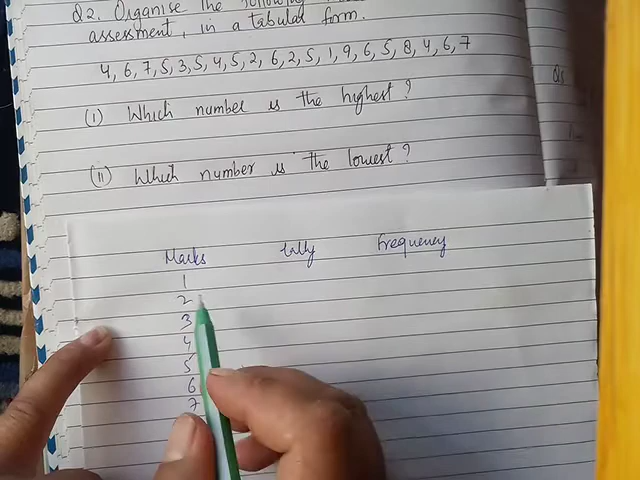 Q2. Organise the following
assessment, in a tabular form.
4, 6, 7, 5, 3, 5, 4, 5, 2, 6, 2, 5, 1, 9, 6, 5, 8, 4, 6, 7
(i) Which number is the highest?
(ii) Which number is the lowest?
Marks tally Frequency
1
2
3
4
5
6
7